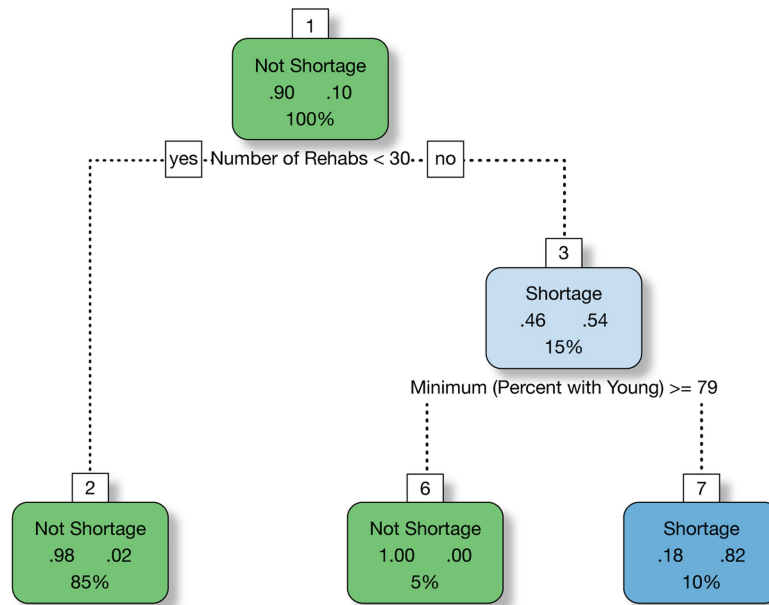 1
Not Shortage
.90 .10
100%
yes Number of Rehabs < 30 no
3
Shortage
.46 .54
15%
Minimum (Percent with Young) >= 79
2
Not Shortage
.98 .02
85%
6
Not Shortage
1.00 .00
5%
7
Shortage
.18 .82
10%